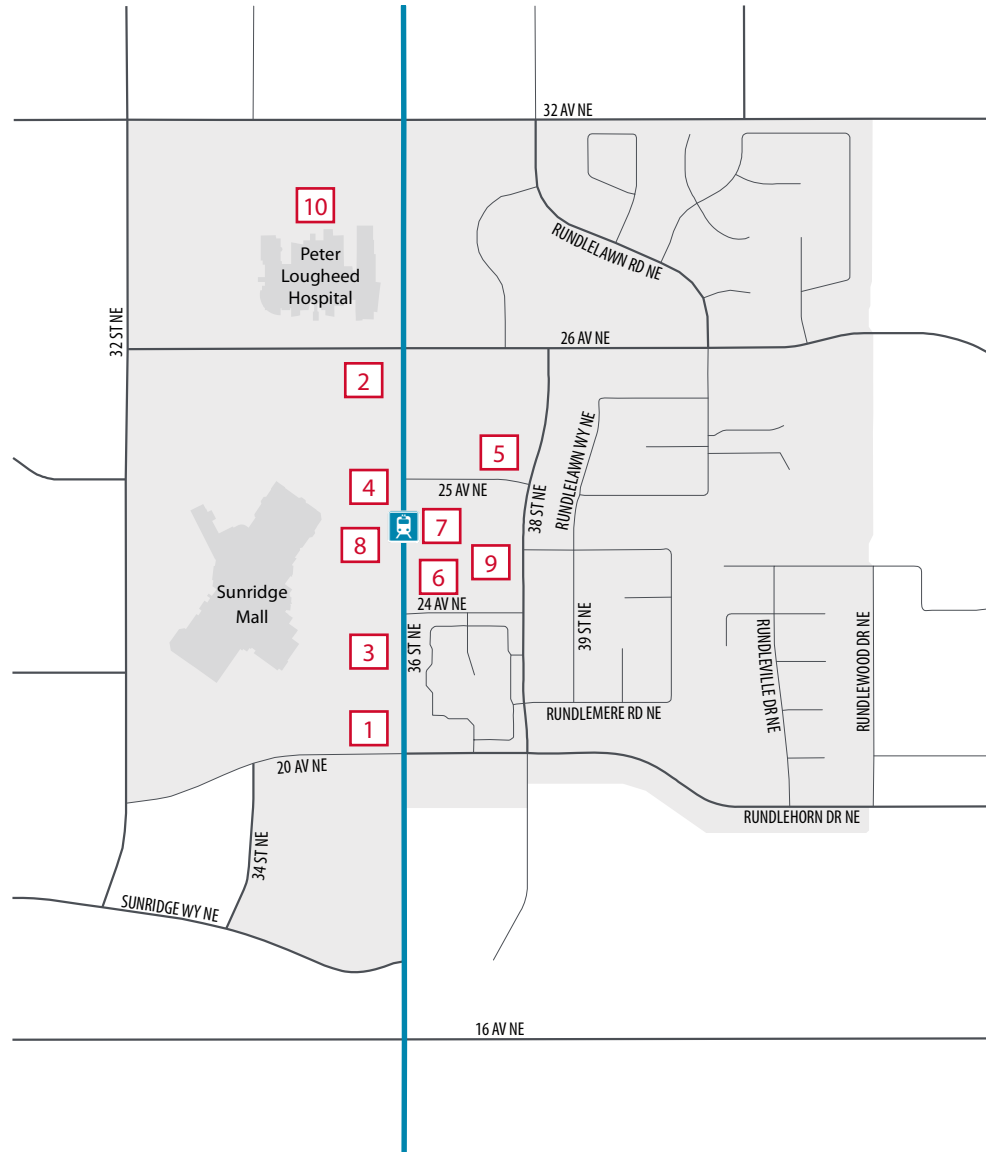 32 AV NE
10
RUNDLELAWN RD NE
Peter
Lougheed
Hospital
32 ST NE
26 AV NE
2
RUNDLELAWN WY NE
5
4
25 AV NE
38 ST NE
7
8
9
6
Sunridge
Mall
24 AV NE
36 ST NE
39 ST NE
3
RUNDLEVILLE DR NE
RUNDLEWOOD DR NE
RUNDLEMERE RD NE
1
20 AV NE
RUNDLEHORN DR NE
34 ST NE
SUNRIDGE WY NE
16 AV NE